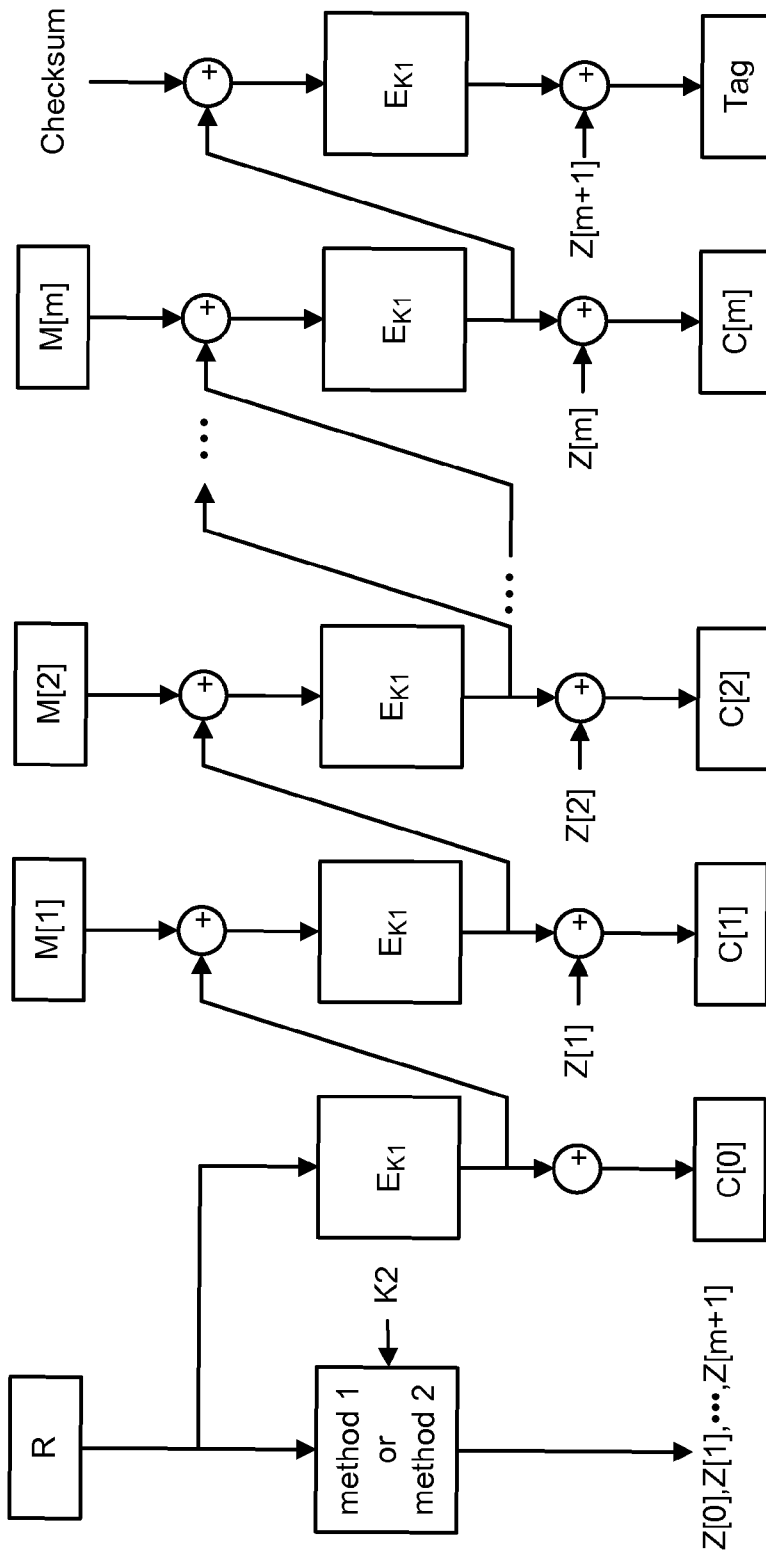 R
M[1]
M[2]
M[m]
Checksum
+
+
•••
+
+
method 1
or
method 2
K2
EK1
EK1
EK1
EK1
EK1
•••
+
Z[1]
+
Z[2]
+
Z[m]
+
Z[m+1]
+
Z[0],Z[1],•••,Z[m+1]
C[0]
C[1]
C[2]
C[m]
Tag